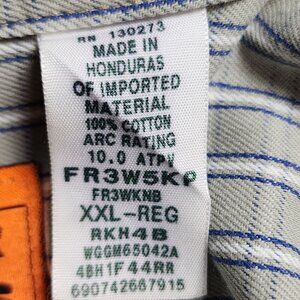 RN 130273
MADE IN
HONDURAS
OF IMPORTED
MATERIAL
100% COTTON
ARC RATING
10.0 ATPV
FR3W5KP
FR3WKNB
XXL-REG
RKH4B
WGGM65042A
4BH1F44RR
690742667915